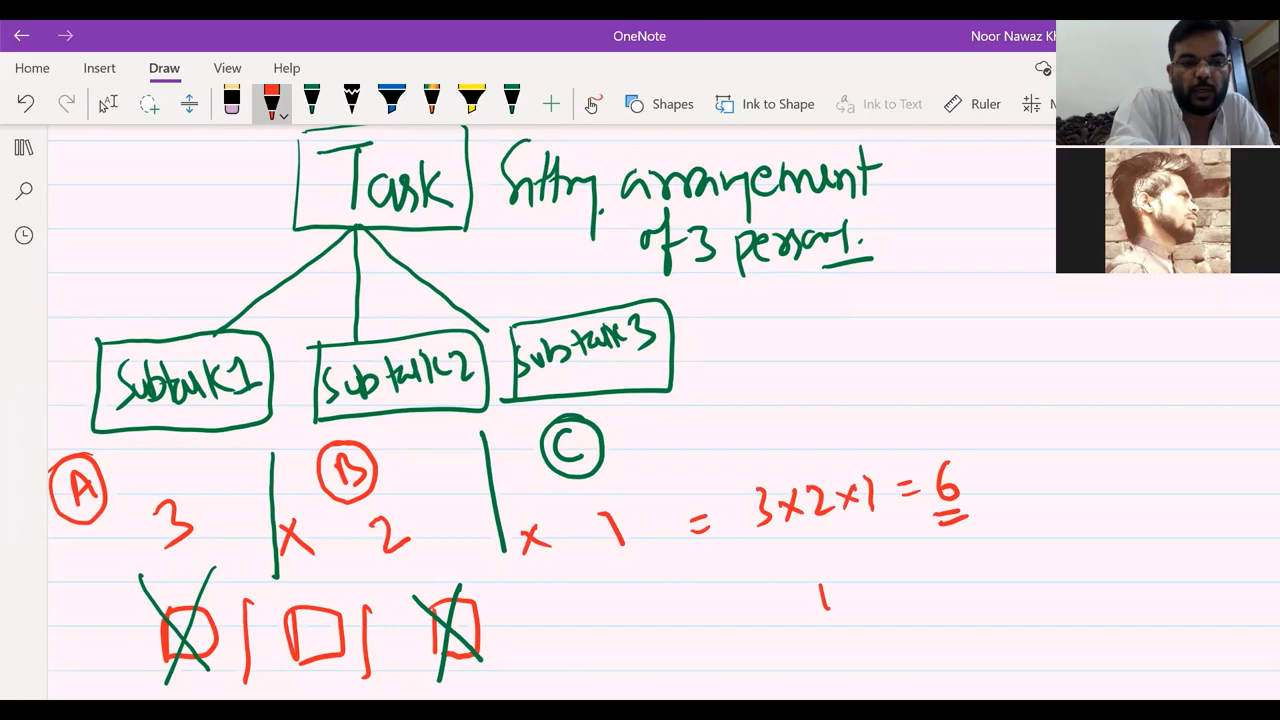 OneNote
Noor Nawaz Kh
Home Insert Draw View Help
Shapes Ink to Shape Ink to Text Ruler M
Task
Sitting arrangement
of 3 persons.
Subtask1
Subtask2
Subtask3
A B C
3 x 2 x 1 = 3x2x1 = 6